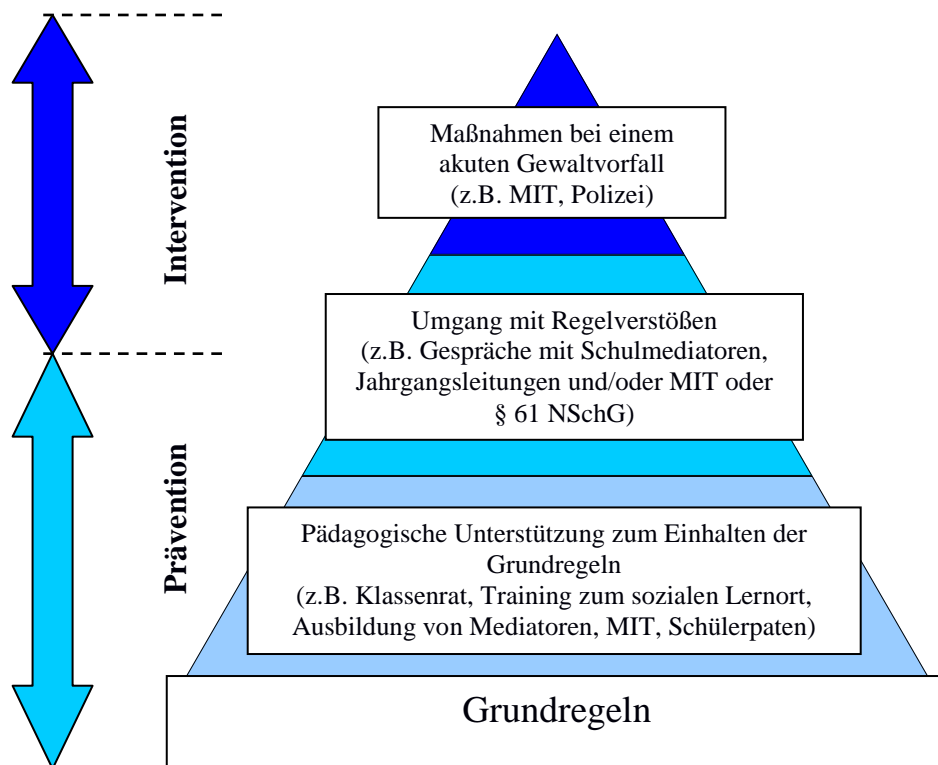 Intervention
Prävention
Maßnahmen bei einem
akuten Gewaltvorfall
(z.B. MIT, Polizei)
Umgang mit Regelverstößen
(z.B. Gespräche mit Schulmediatoren,
Jahrgangsleitungen und/oder MIT oder
§ 61 NSchG)
Pädagogische Unterstützung zum Einhalten der
Grundregeln
(z.B. Klassenrat, Training zum sozialen Lernort,
Ausbildung von Mediatoren, MIT, Schülerpaten)
Grundregeln